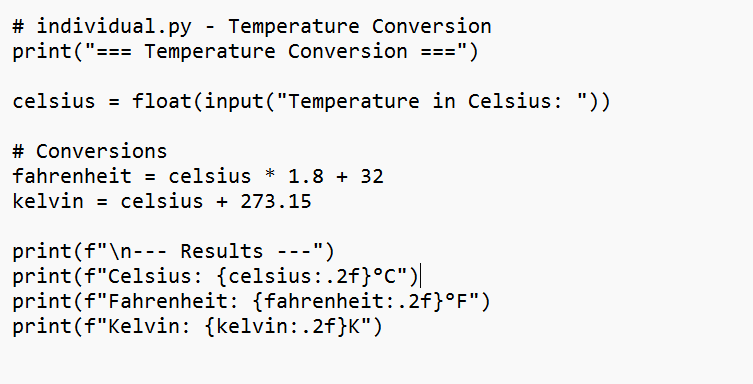 # individual.py - Temperature Conversion
print("=== Temperature Conversion ===")
celsius = float(input("Temperature in Celsius: "))
# Conversions
fahrenheit = celsius * 1.8 + 32
kelvin = celsius + 273.15
print(f"\n--- Results ---")
print(f"Celsius: {celsius:.2f}°C")
print(f"Fahrenheit: {fahrenheit:.2f}°F")
print(f"Kelvin: {kelvin:.2f}K")